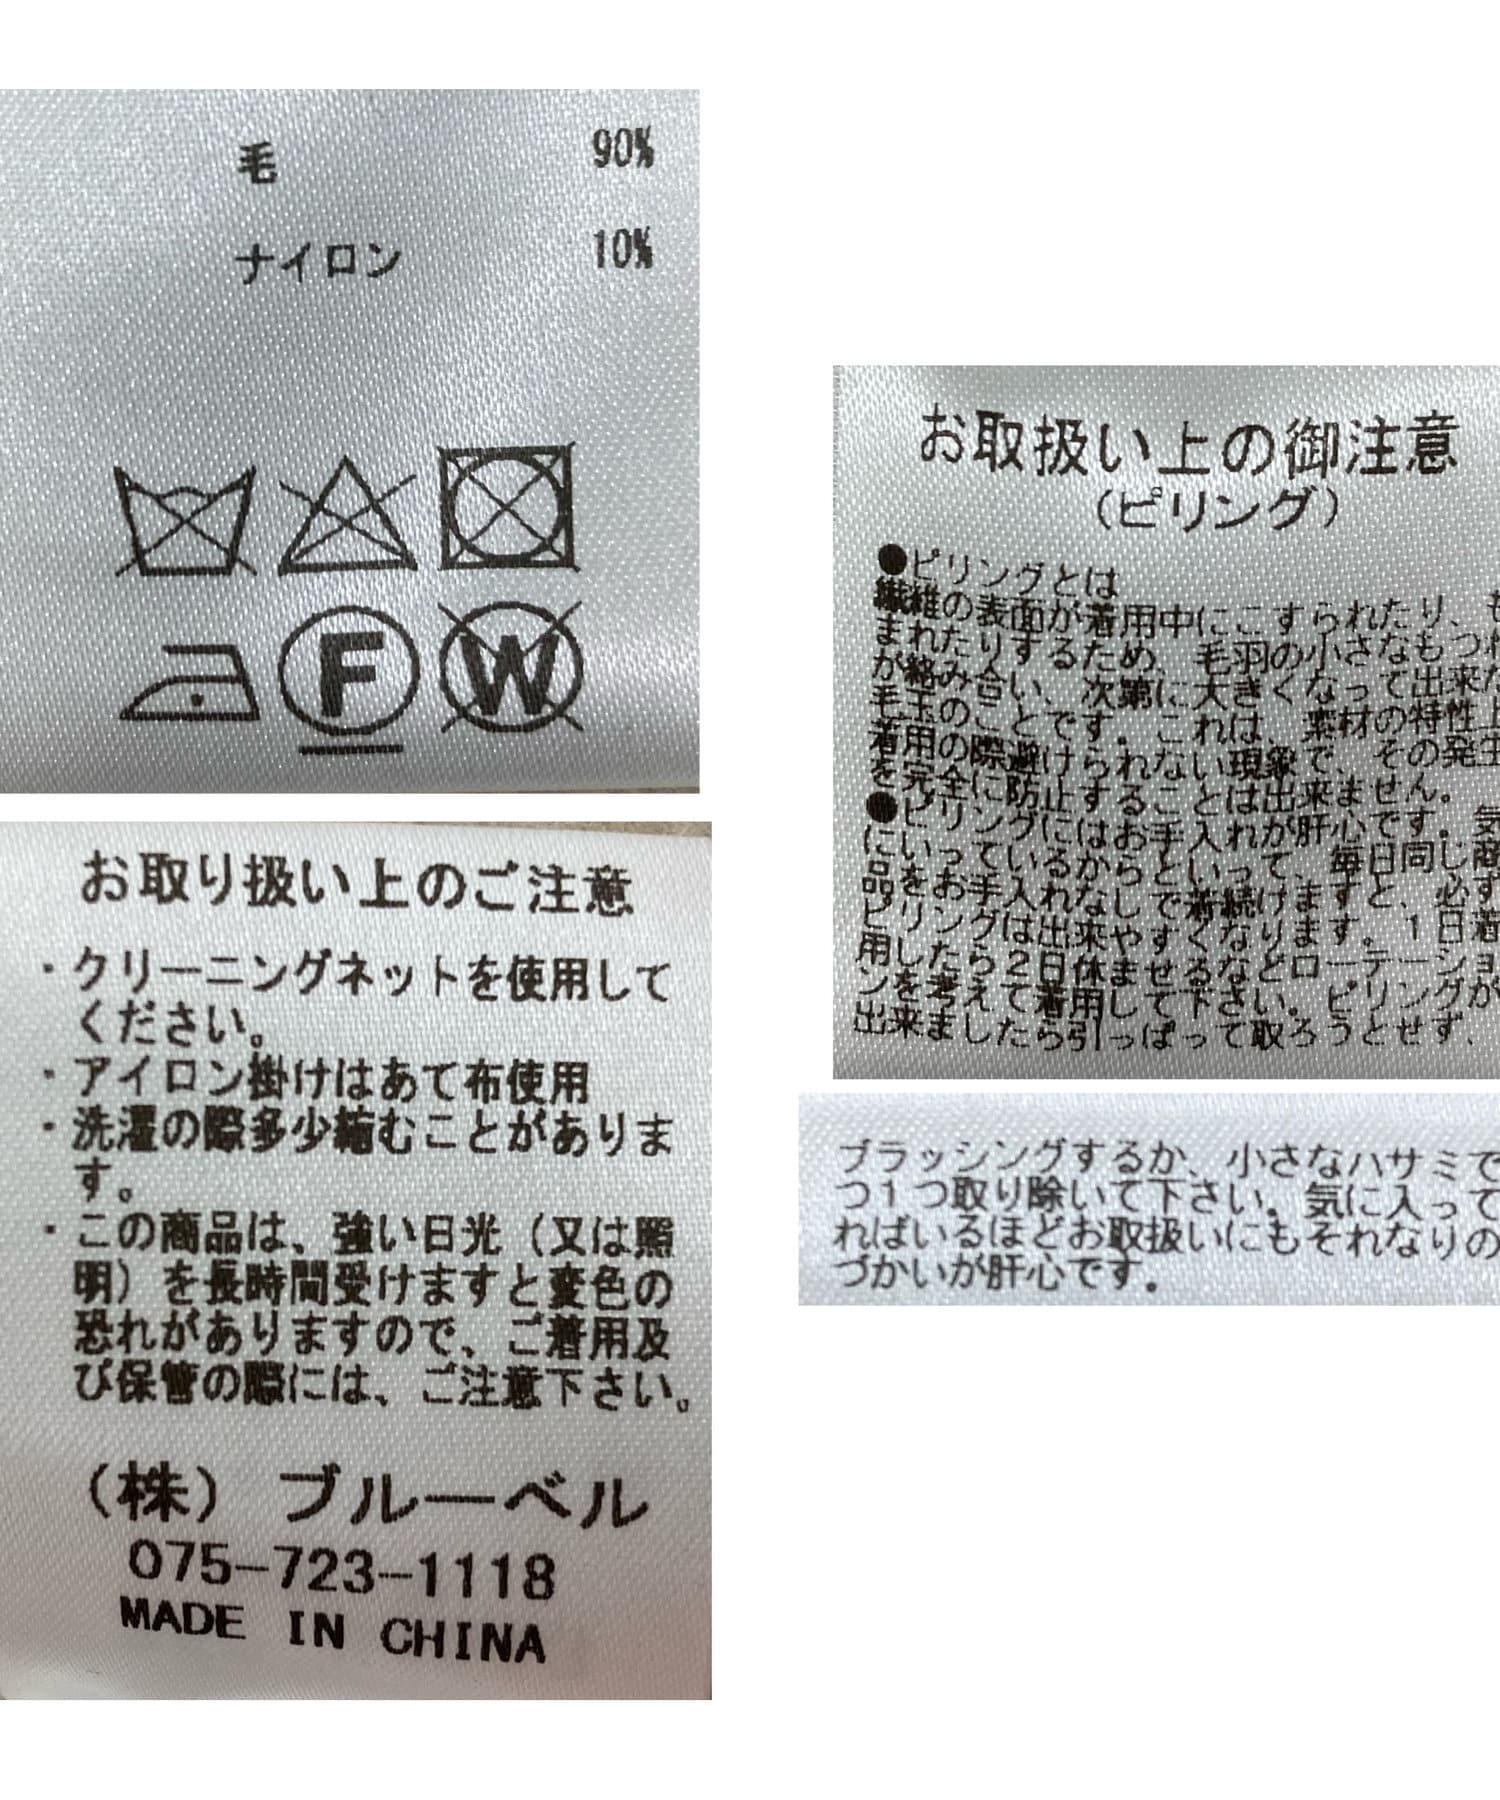 毛 90%
ナイロン 10%
F W
お取り扱い上のご注意
・クリーニングネットを使用して
ください。
・アイロン掛けはあて布使用
・洗濯の際多少縮むことがありま
す。
・この商品は、強い日光（又は照
明）を長時間受けますと変色の
恐れがありますので、ご着用及
び保管の際には、ご注意下さい。
（株）ブルーベル
075-723-1118
MADE IN CHINA
お取扱い上の御注意
（ピリング）
●ピリングとは
繊維の表面が着用中にこすられたり、も
まれたりするため、毛羽の小さなもつれ
が絡み合い、次第に大きくなって出来た
毛玉のことです。これは、素材の特性上
着用の際避けられない現象で、その発生
を完全に防止することは出来ません。
●ピリングにはお手入れが肝心です。気
にいっているからといって、毎日同じ商
品をお手入れなしで着続けますと、必ず
ピリングは出来やすくなります。1日着
用したら2日休ませるなどローテーショ
ンを考えて着用して下さい。ピリングが
出来ましたら引っぱって取ろうとせず、
ブラッシングするか、小さなハサミで
つ1つ取り除いて下さい。気に入って
ればいるほどお取扱いにもそれなりの
づかいが肝心です。